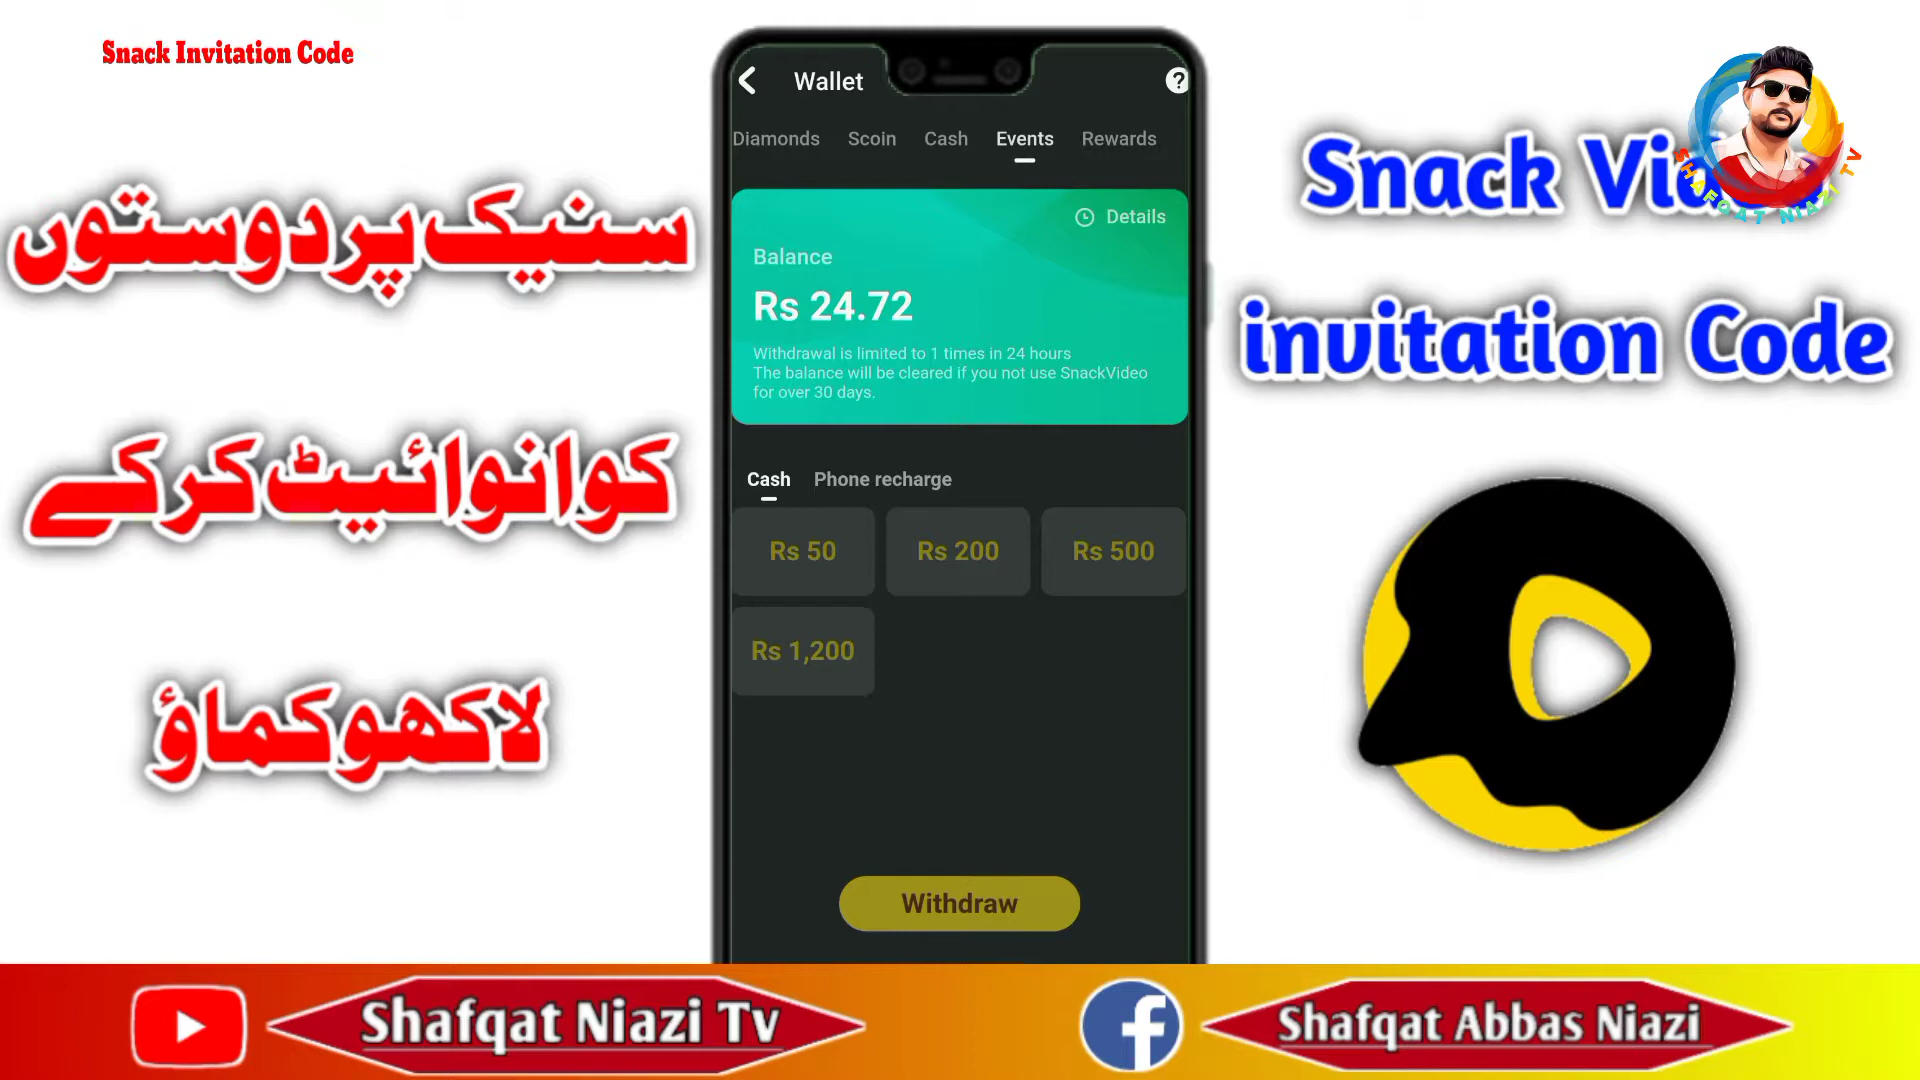 Snack Invitation Code
سنیک پر دوستوں
کو انوائیٹ کر کے
لاکھو کماؤ
Wallet
?
Diamonds Scoin Cash Events Rewards
Details
Balance
Rs 24.72
Withdrawal is limited to 1 times in 24 hours
The balance will be cleared if you not use SnackVideo
for over 30 days.
Cash Phone recharge
Rs 50 Rs 200 Rs 500
Rs 1,200
Withdraw
Snack Vi
invitation Code
SHAFQAT NIAZI TV
Shafqat Niazi Tv
Shafqat Abbas Niazi